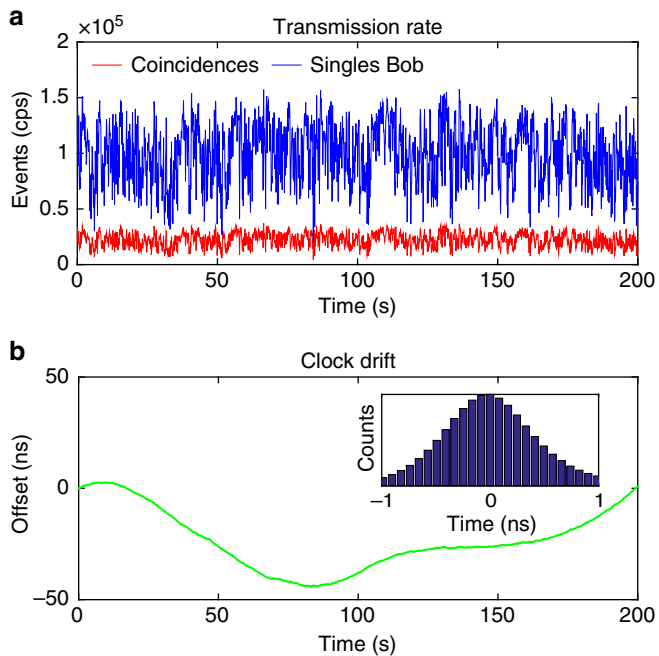 a
Transmission rate
×10⁵
2
1.5
1
0.5
0
Events (cps)
Coincidences
Singles Bob
0 50 100 150 200
Time (s)
b
Clock drift
50
0
−50
Offset (ns)
Counts
−1 0 1
Time (ns)
0 50 100 150 200
Time (s)